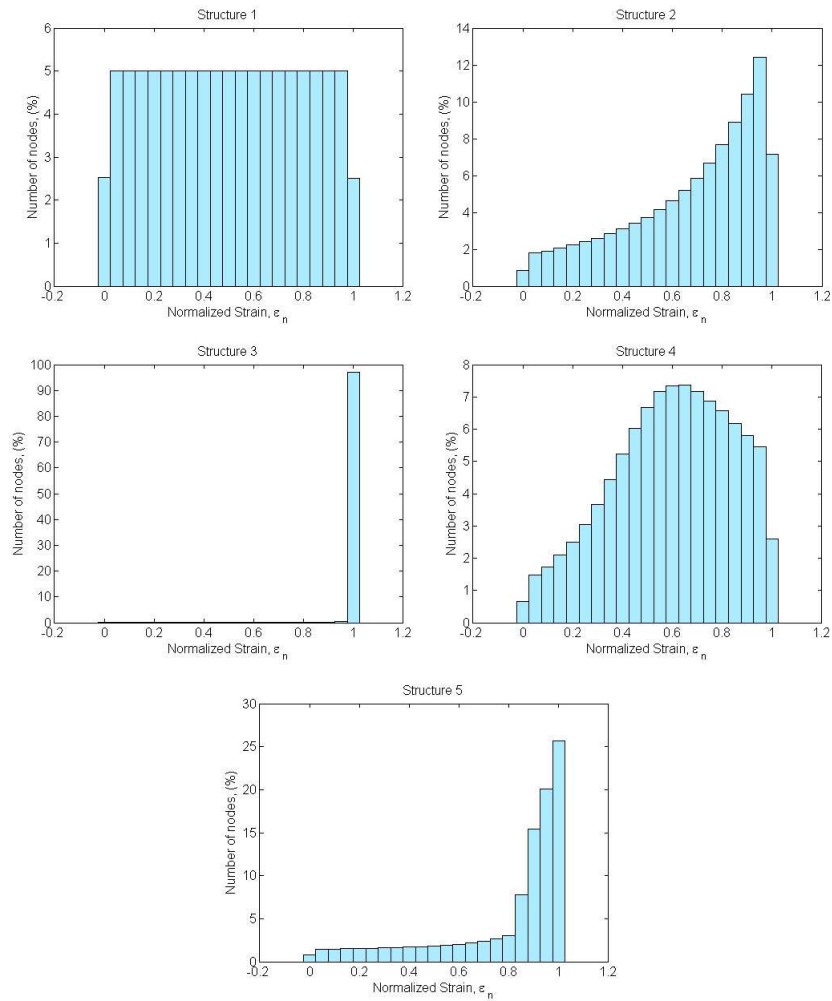 Structure 1
Number of nodes, (%)
6
5
4
3
2
1
0
-0.2 0 0.2 0.4 0.6 0.8 1 1.2
Normalized Strain, ε_n
Structure 2
Number of nodes, (%)
14
12
10
8
6
4
2
0
-0.2 0 0.2 0.4 0.6 0.8 1 1.2
Normalized Strain, ε_n
Structure 3
Number of nodes, (%)
100
90
80
70
60
50
40
30
20
10
0
-0.2 0 0.2 0.4 0.6 0.8 1 1.2
Normalized Strain, ε_n
Structure 4
Number of nodes, (%)
8
7
6
5
4
3
2
1
0
-0.2 0 0.2 0.4 0.6 0.8 1 1.2
Normalized Strain, ε_n
Structure 5
Number of nodes, (%)
30
25
20
15
10
5
0
-0.2 0 0.2 0.4 0.6 0.8 1 1.2
Normalized Strain, ε_n